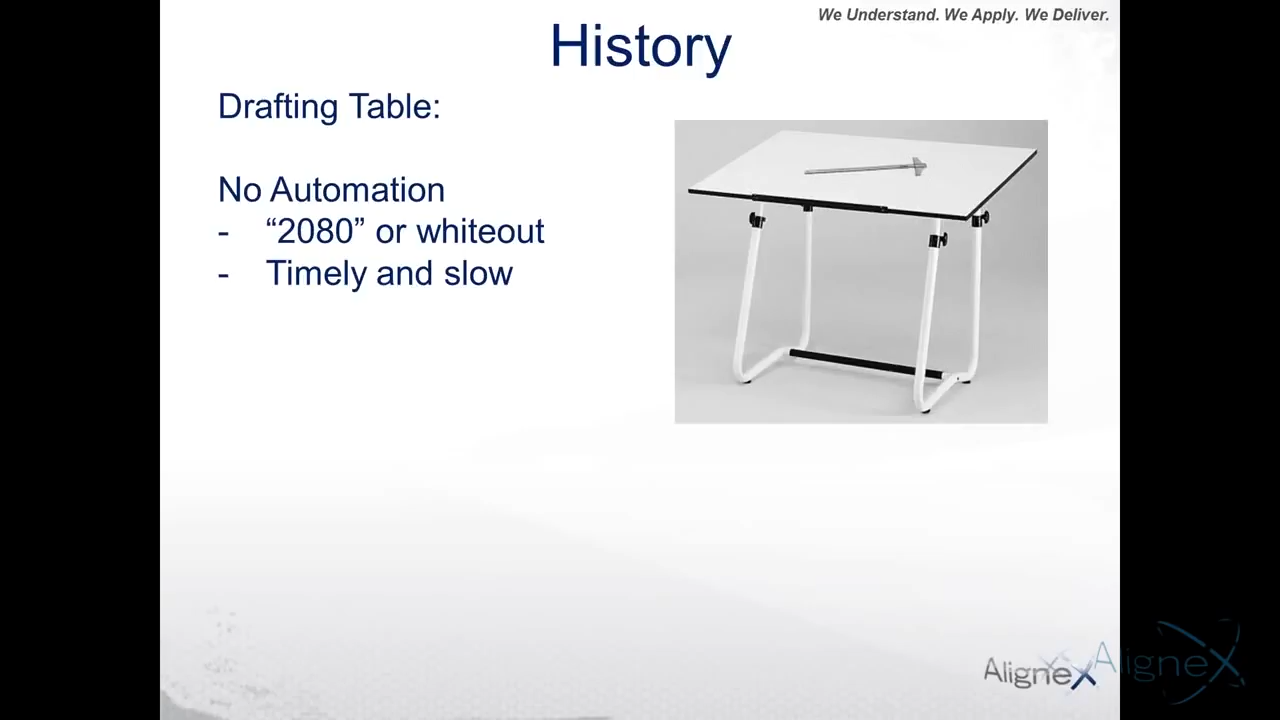 We Understand. We Apply. We Deliver.
History
Drafting Table:
No Automation
- “2080” or whiteout
- Timely and slow
Alignex
AligneX